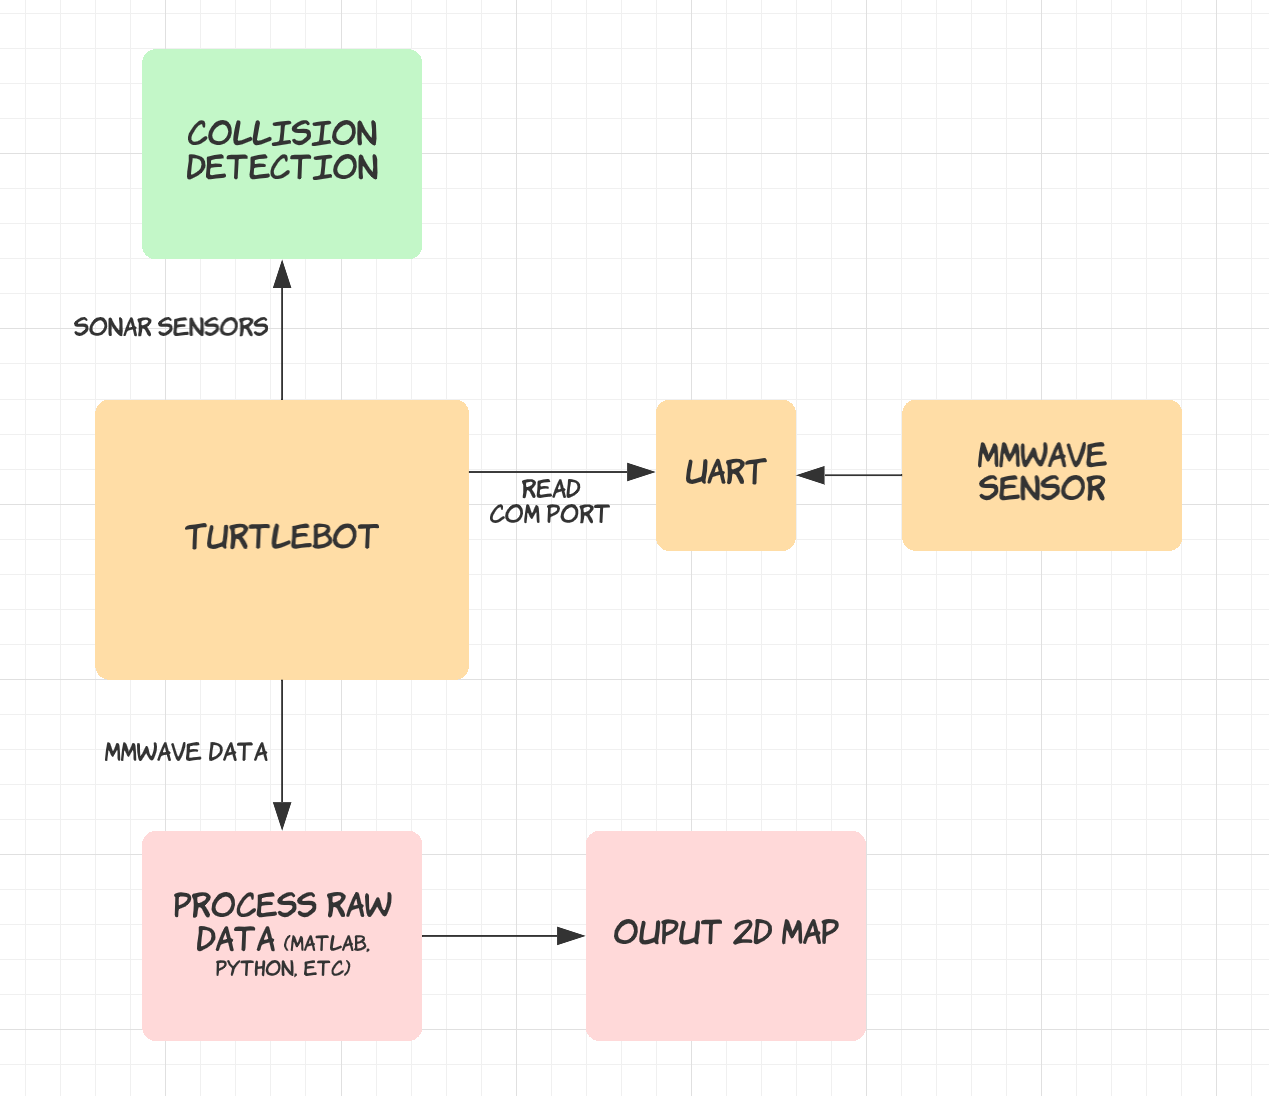 COLLISION
DETECTION
SONAR SENSORS
TURTLEBOT
READ
COM PORT
UART
MMWAVE
SENSOR
MMWAVE DATA
PROCESS RAW
DATA (MATLAB,
PYTHON, ETC)
OUPUT 2D MAP